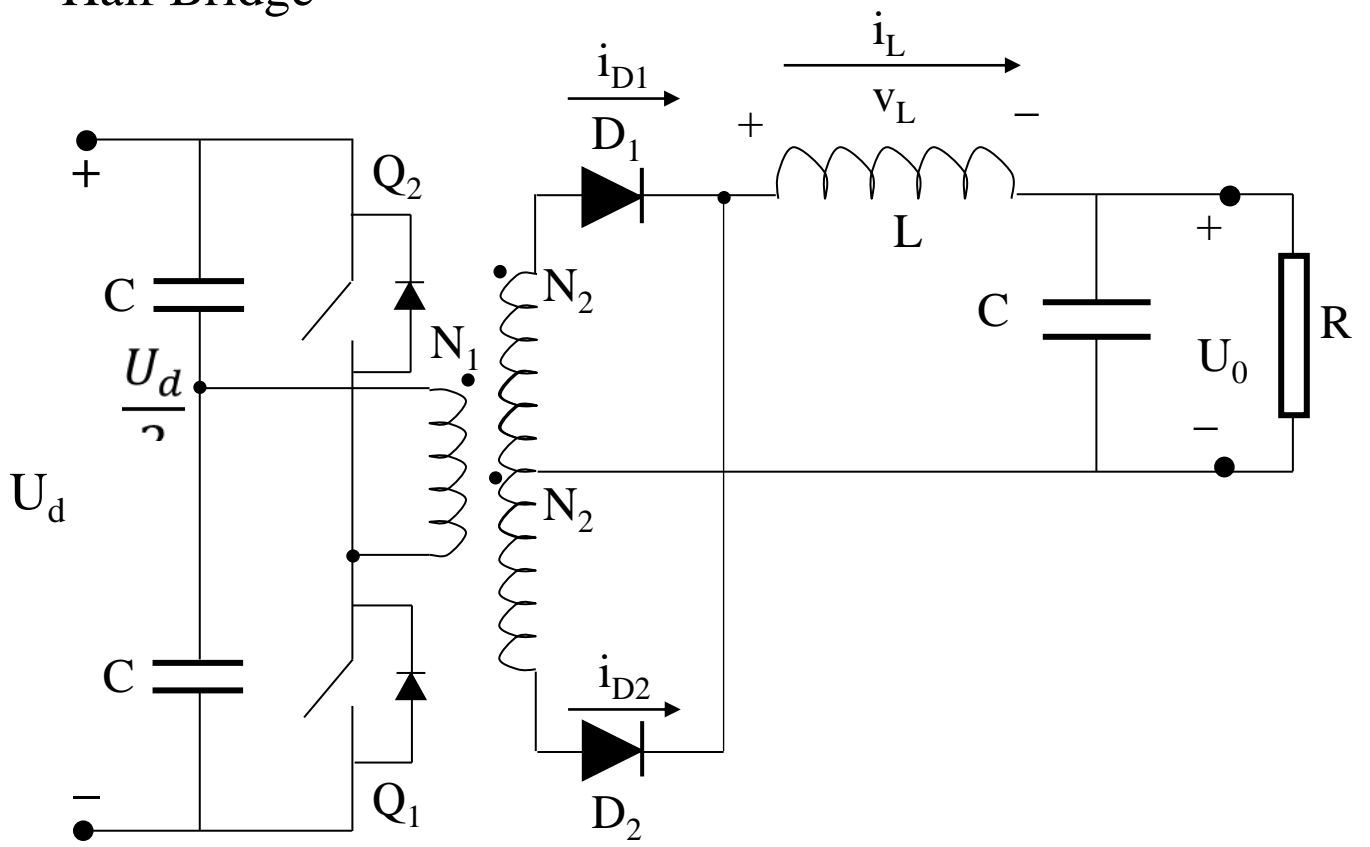 Half Bridge
i_L
i_D1
v_L
+
−
D_1
+
Q_2
L
+
C
N_2
N_1
C
R
U_d
U_0
−
N_2
U_d
C
i_D2
−
Q_1
D_2